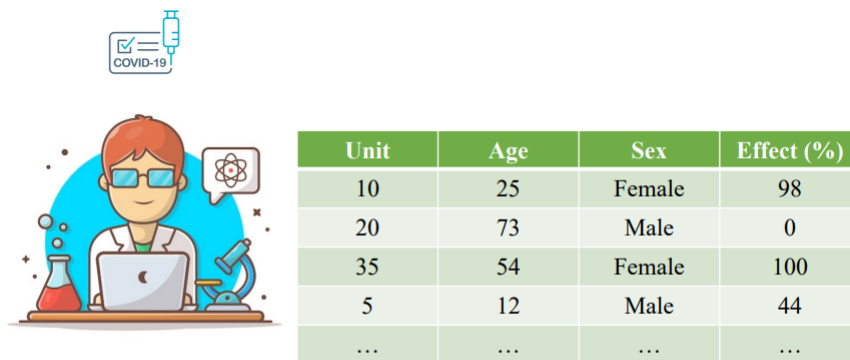 COVID-19
Unit Age Sex Effect (%)
10 25 Female 98
20 73 Male 0
35 54 Female 100
5 12 Male 44
… … … …